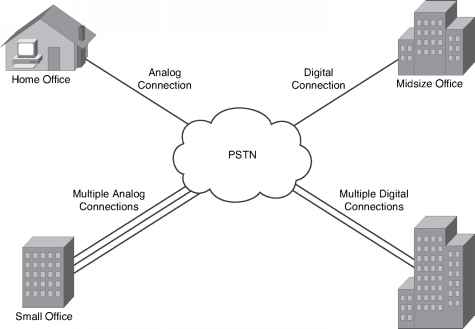 Home Office
Analog
Connection
Digital
Connection
Midsize Office
PSTN
Multiple Analog
Connections
Multiple Digital
Connections
Small Office